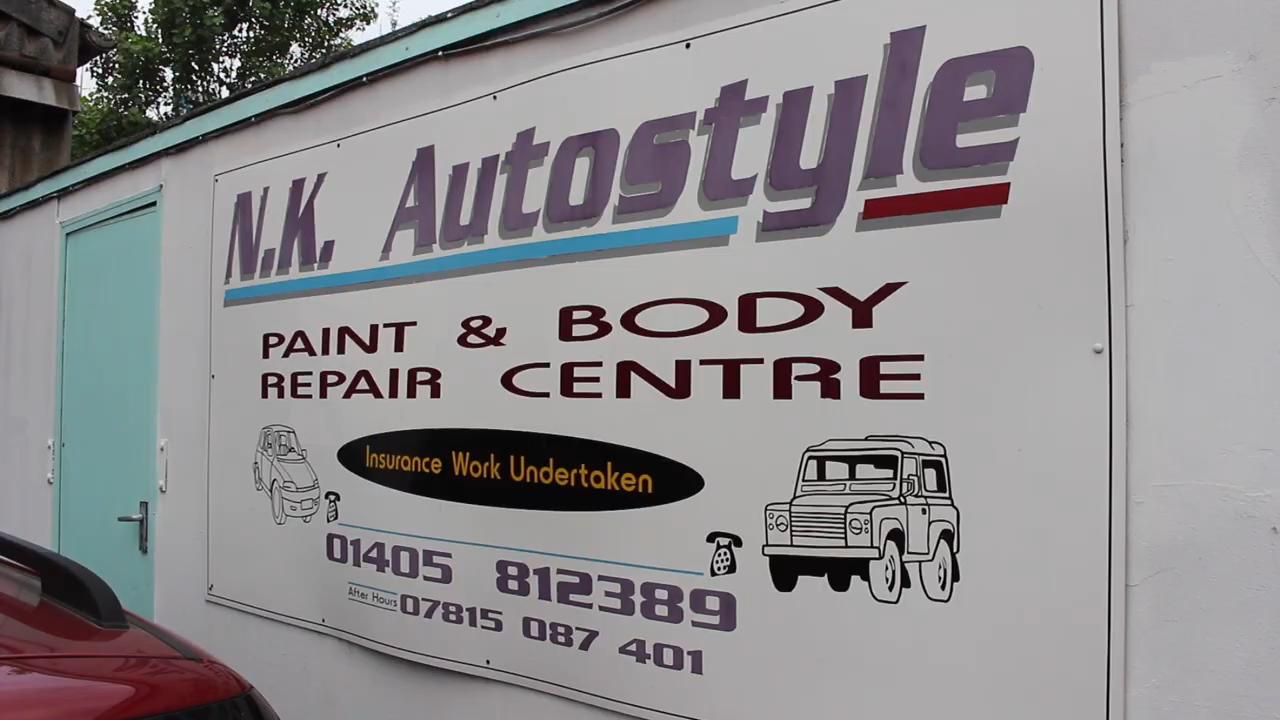 N.K. Autostyle
PAINT & BODY
REPAIR CENTRE
Insurance Work Undertaken
01405 812389
After Hours 07815 087 401